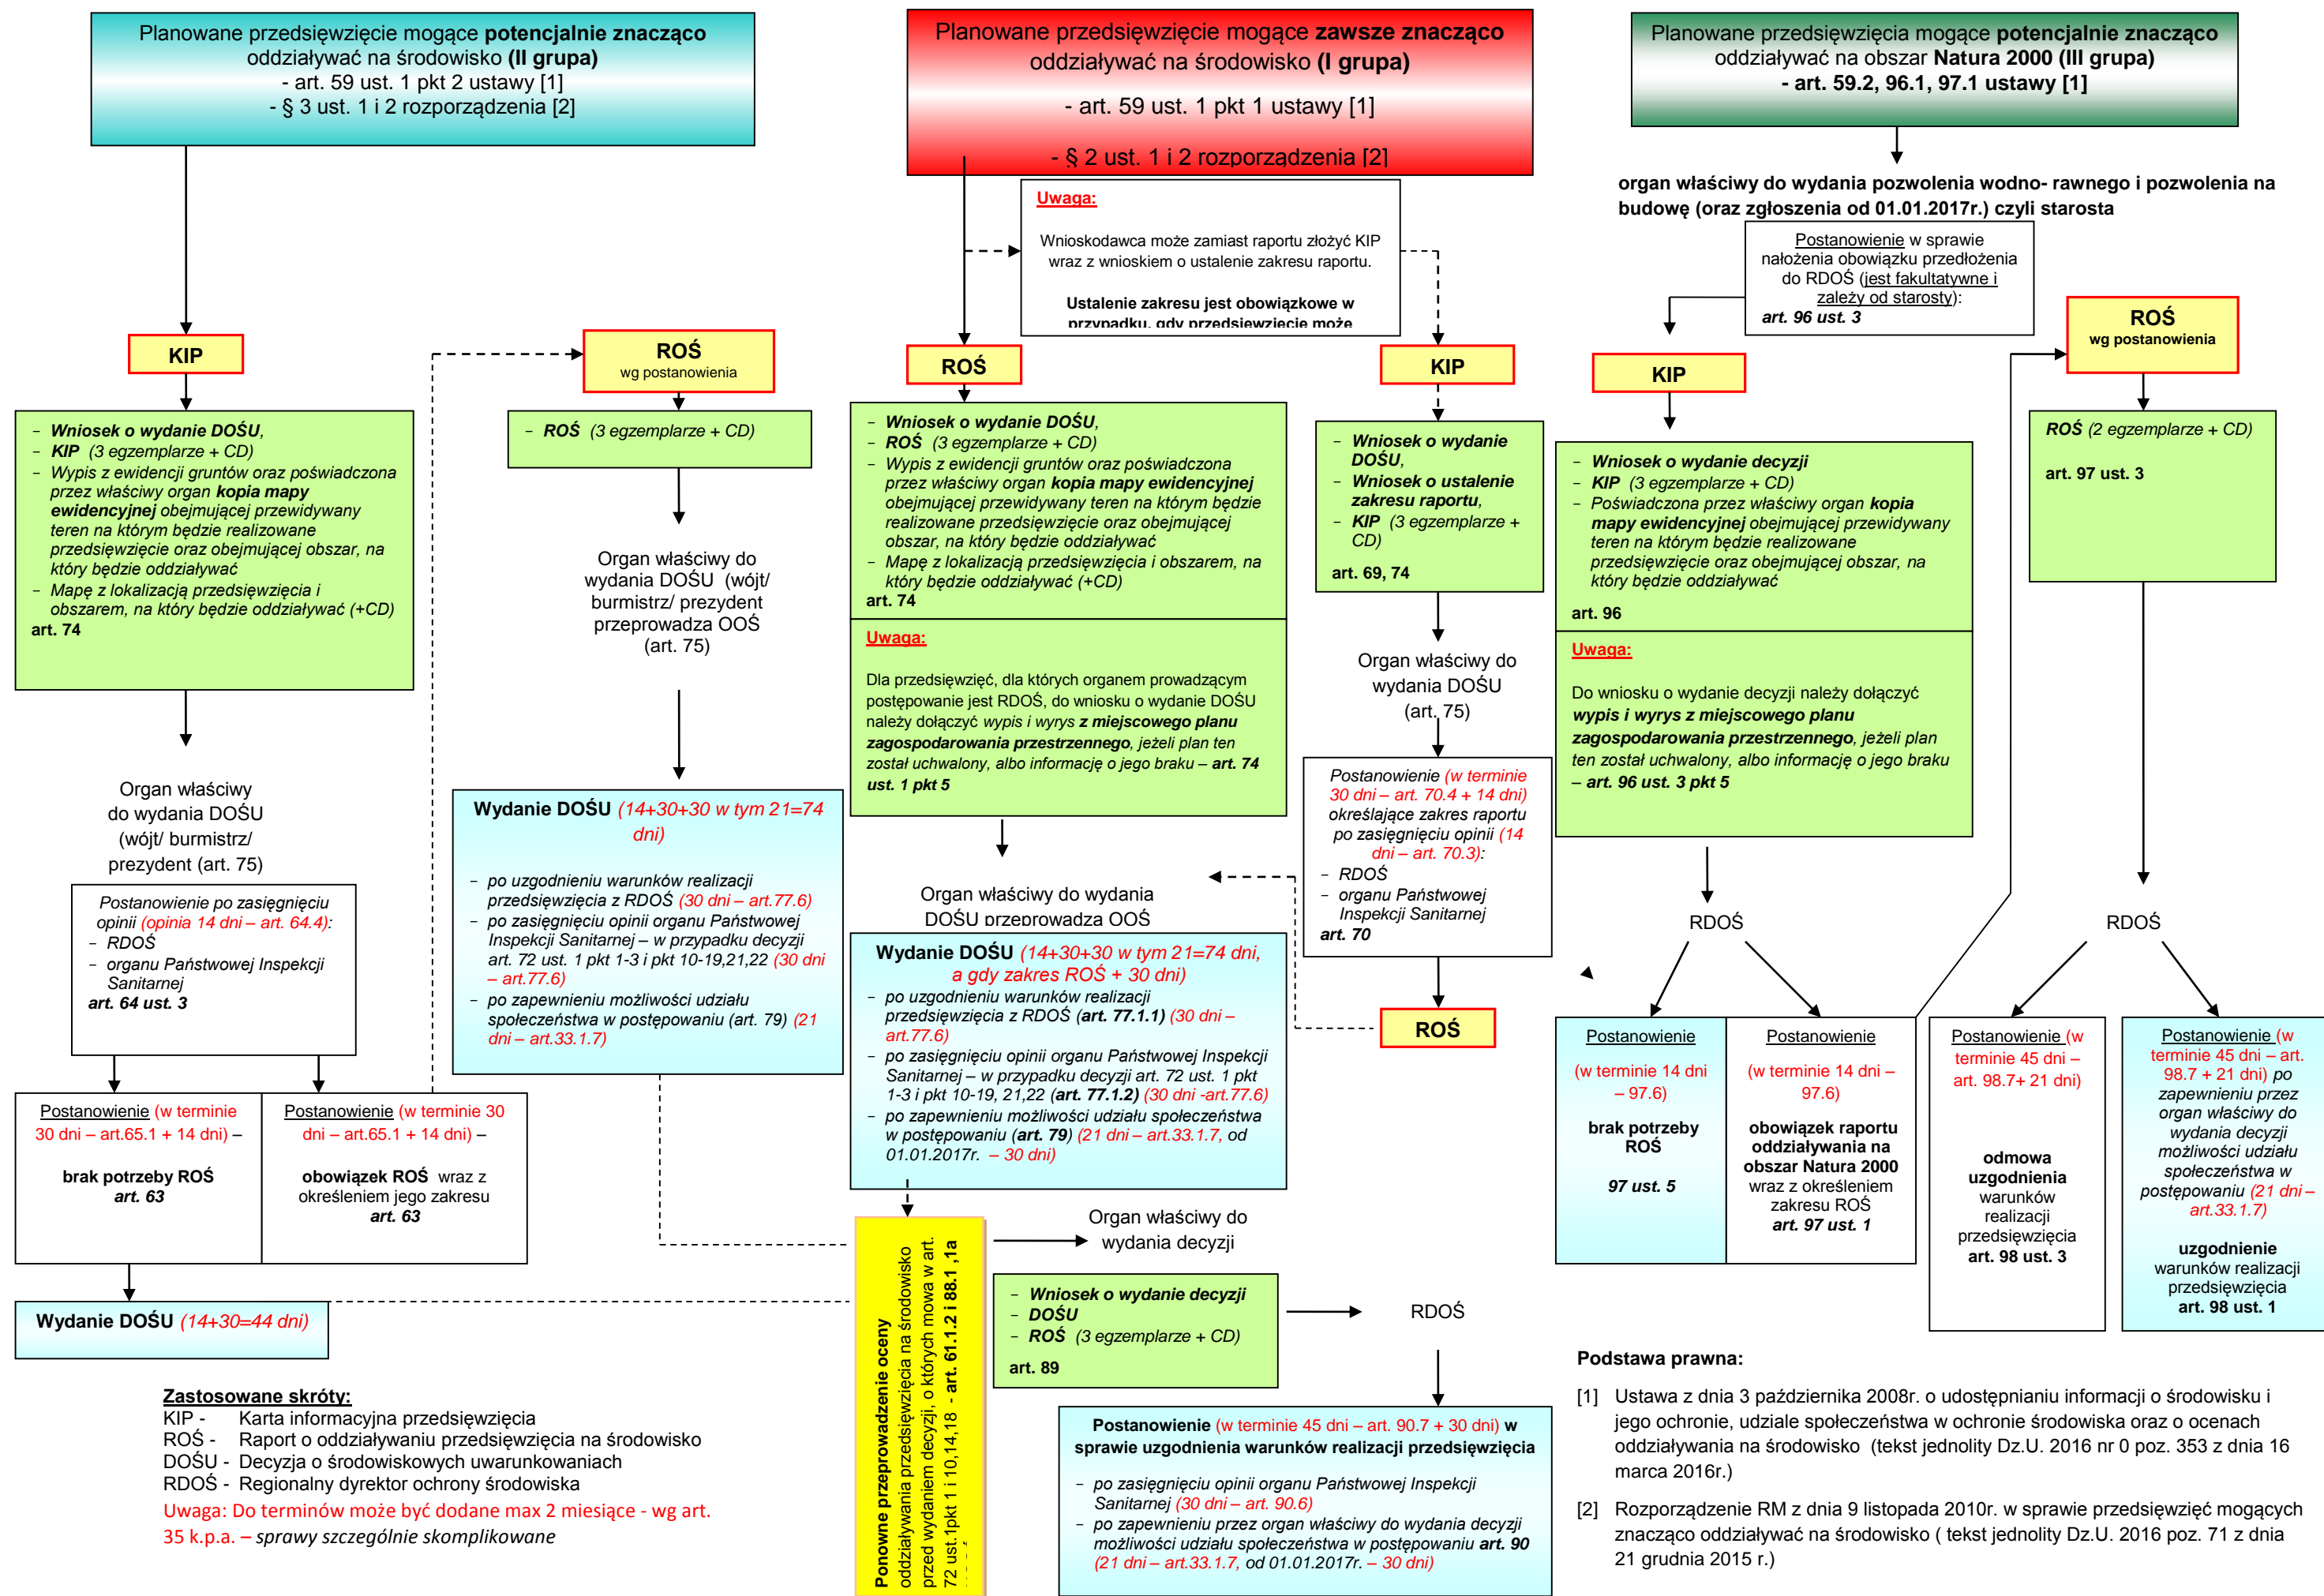 Planowane przedsięwzięcie mogące potencjalnie znacząco
oddziaływać na środowisko (II grupa)
- art. 59 ust. 1 pkt 2 ustawy [1]
- § 3 ust. 1 i 2 rozporządzenia [2]
KIP
- Wniosek o wydanie DOŚU,
- KIP (3 egzemplarze + CD)
- Wypis z ewidencji gruntów oraz poświadczona
przez właściwy organ kopia mapy
ewidencyjnej obejmującej przewidywany
teren na którym będzie realizowane
przedsięwzięcie oraz obejmującej obszar, na
który będzie oddziaływać
- Mapę z lokalizacją przedsięwzięcia i
obszarem, na który będzie oddziaływać (+CD)
art. 74
Organ właściwy
do wydania DOŚU
(wójt/ burmistrz/
prezydent (art. 75)
Postanowienie po zasięgnięciu
opinii (opinia 14 dni – art. 64.4):
- RDOŚ
- organu Państwowej Inspekcji
Sanitarnej
art. 64 ust. 3
Postanowienie (w terminie
30 dni – art.65.1 + 14 dni) –
brak potrzeby ROŚ
art. 63
Postanowienie (w terminie 30
dni – art.65.1 + 14 dni) –
obowiązek ROŚ wraz z
określeniem jego zakresu
art. 63
Wydanie DOŚU (14+30=44 dni)
ROŚ
wg postanowienia
- ROŚ (3 egzemplarze + CD)
Organ właściwy do
wydania DOŚU (wójt/
burmistrz/ prezydent
przeprowadza OOŚ
(art. 75)
Wydanie DOŚU (14+30+30 w tym 21=74
dni)
- po uzgodnieniu warunków realizacji
przedsięwzięcia z RDOŚ (30 dni – art.77.6)
- po zasięgnięciu opinii organu Państwowej
Inspekcji Sanitarnej – w przypadku decyzji
art. 72 ust. 1 pkt 1-3 i pkt 10-19,21,22 (30 dni
– art.77.6)
- po zapewnieniu możliwości udziału
społeczeństwa w postępowaniu (art. 79) (21
dni – art.33.1.7)
Planowane przedsięwzięcie mogące zawsze znacząco
oddziaływać na środowisko (I grupa)
- art. 59 ust. 1 pkt 1 ustawy [1]
- § 2 ust. 1 i 2 rozporządzenia [2]
Uwaga:
Wnioskodawca może zamiast raportu złożyć KIP
wraz z wnioskiem o ustalenie zakresu raportu.
Ustalenie zakresu jest obowiązkowe w
przypadku, gdy przedsięwzięcie może
ROŚ
- Wniosek o wydanie DOŚU,
- ROŚ (3 egzemplarze + CD)
- Wypis z ewidencji gruntów oraz poświadczona
przez właściwy organ kopia mapy ewidencyjnej
obejmującej przewidywany teren na którym będzie
realizowane przedsięwzięcie oraz obejmującej
obszar, na który będzie oddziaływać
- Mapę z lokalizacją przedsięwzięcia i obszarem, na
który będzie oddziaływać (+CD)
art. 74
Uwaga:
Dla przedsięwzięć, dla których organem prowadzącym
postępowanie jest RDOŚ, do wniosku o wydanie DOŚU
należy dołączyć wypis i wyrys z miejscowego planu
zagospodarowania przestrzennego, jeżeli plan ten
został uchwalony, albo informację o jego braku – art. 74
ust. 1 pkt 5
Organ właściwy do wydania
DOŚU przeprowadza OOŚ
Wydanie DOŚU (14+30+30 w tym 21=74 dni,
a gdy zakres ROŚ + 30 dni)
- po uzgodnieniu warunków realizacji
przedsięwzięcia z RDOŚ (art. 77.1.1) (30 dni –
art.77.6)
- po zasięgnięciu opinii organu Państwowej Inspekcji
Sanitarnej – w przypadku decyzji art. 72 ust. 1 pkt
1-3 i pkt 10-19, 21,22 (art. 77.1.2) (30 dni -art.77.6)
- po zapewnieniu możliwości udziału społeczeństwa
w postępowaniu (art. 79) (21 dni – art.33.1.7, od
01.01.2017r. – 30 dni)
KIP
- Wniosek o wydanie
DOŚU,
- Wniosek o ustalenie
zakresu raportu,
- KIP (3 egzemplarze +
CD)
art. 69, 74
Organ właściwy do
wydania DOŚU
(art. 75)
Postanowienie (w terminie
30 dni – art. 70.4 + 14 dni)
określające zakres raportu
po zasięgnięciu opinii (14
dni – art. 70.3):
- RDOŚ
- organu Państwowej
Inspekcji Sanitarnej
art. 70
ROŚ
Ponowne przeprowadzenie oceny
oddziaływania przedsięwzięcia na środowisko
przed wydaniem decyzji, o których mowa w art.
72 ust.1pkt 1 i 10,14,18 - art. 61.1.2 i 88.1 ,1a
Organ właściwy do
wydania decyzji
- Wniosek o wydanie decyzji
- DOŚU
- ROŚ (3 egzemplarze + CD)
art. 89
RDOŚ
Postanowienie (w terminie 45 dni – art. 90.7 + 30 dni) w
sprawie uzgodnienia warunków realizacji przedsięwzięcia
- po zasięgnięciu opinii organu Państwowej Inspekcji
Sanitarnej (30 dni – art. 90.6)
- po zapewnieniu przez organ właściwy do wydania decyzji
możliwości udziału społeczeństwa w postępowaniu art. 90
(21 dni – art.33.1.7, od 01.01.2017r. – 30 dni)
Planowane przedsięwzięcia mogące potencjalnie znacząco
oddziaływać na obszar Natura 2000 (III grupa)
- art. 59.2, 96.1, 97.1 ustawy [1]
organ właściwy do wydania pozwolenia wodno- rawnego i pozwolenia na
budowę (oraz zgłoszenia od 01.01.2017r.) czyli starosta
Postanowienie w sprawie
nałożenia obowiązku przedłożenia
do RDOŚ (jest fakultatywne i
zależy od starosty):
art. 96 ust. 3
KIP
- Wniosek o wydanie decyzji
- KIP (3 egzemplarze + CD)
- Poświadczona przez właściwy organ kopia
mapy ewidencyjnej obejmującej przewidywany
teren na którym będzie realizowane
przedsięwzięcie oraz obejmującej obszar, na
który będzie oddziaływać
art. 96
Uwaga:
Do wniosku o wydanie decyzji należy dołączyć
wypis i wyrys z miejscowego planu
zagospodarowania przestrzennego, jeżeli plan
ten został uchwalony, albo informację o jego braku
– art. 96 ust. 3 pkt 5
RDOŚ
Postanowienie
(w terminie 14 dni
– 97.6)
brak potrzeby
ROŚ
97 ust. 5
Postanowienie
(w terminie 14 dni –
97.6)
obowiązek raportu
oddziaływania na
obszar Natura 2000
wraz z określeniem
zakresu ROŚ
art. 97 ust. 1
ROŚ
wg postanowienia
ROŚ (2 egzemplarze + CD)
art. 97 ust. 3
RDOŚ
Postanowienie (w
terminie 45 dni –
art. 98.7+ 21 dni)
odmowa
uzgodnienia
warunków
realizacji
przedsięwzięcia
art. 98 ust. 3
Postanowienie (w
terminie 45 dni – art.
98.7 + 21 dni) po
zapewnieniu przez
organ właściwy do
wydania decyzji
możliwości udziału
społeczeństwa w
postępowaniu (21 dni –
art.33.1.7)
uzgodnienie
warunków realizacji
przedsięwzięcia
art. 98 ust. 1
Zastosowane skróty:
KIP - Karta informacyjna przedsięwzięcia
ROŚ - Raport o oddziaływaniu przedsięwzięcia na środowisko
DOŚU - Decyzja o środowiskowych uwarunkowaniach
RDOŚ - Regionalny dyrektor ochrony środowiska
Uwaga: Do terminów może być dodane max 2 miesiące - wg art.
35 k.p.a. – sprawy szczególnie skomplikowane
Podstawa prawna:
[1] Ustawa z dnia 3 października 2008r. o udostępnianiu informacji o środowisku i
jego ochronie, udziale społeczeństwa w ochronie środowiska oraz o ocenach
oddziaływania na środowisko (tekst jednolity Dz.U. 2016 nr 0 poz. 353 z dnia 16
marca 2016r.)
[2] Rozporządzenie RM z dnia 9 listopada 2010r. w sprawie przedsięwzięć mogących
znacząco oddziaływać na środowisko ( tekst jednolity Dz.U. 2016 poz. 71 z dnia
21 grudnia 2015 r.)